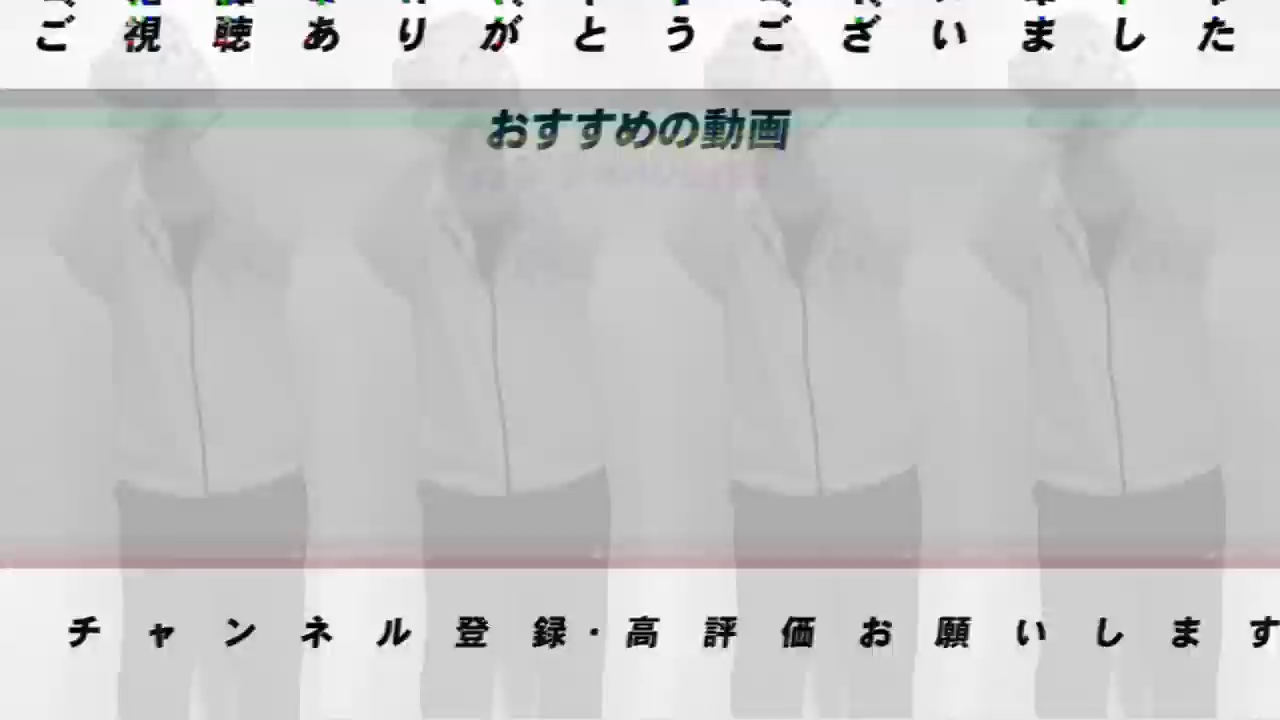 ご視聴ありがとうございました
おすすめの動画
チャンネル登録・高評価お願いします